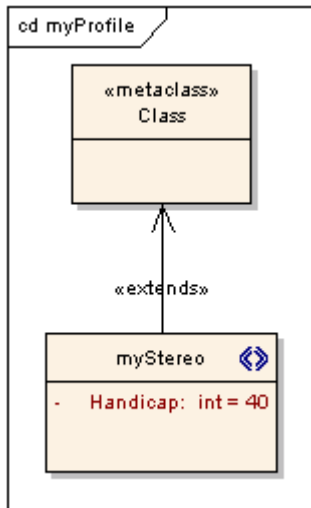 cd myProfile
«metaclass»
Class
«extends»
myStereo
- Handicap: int = 40